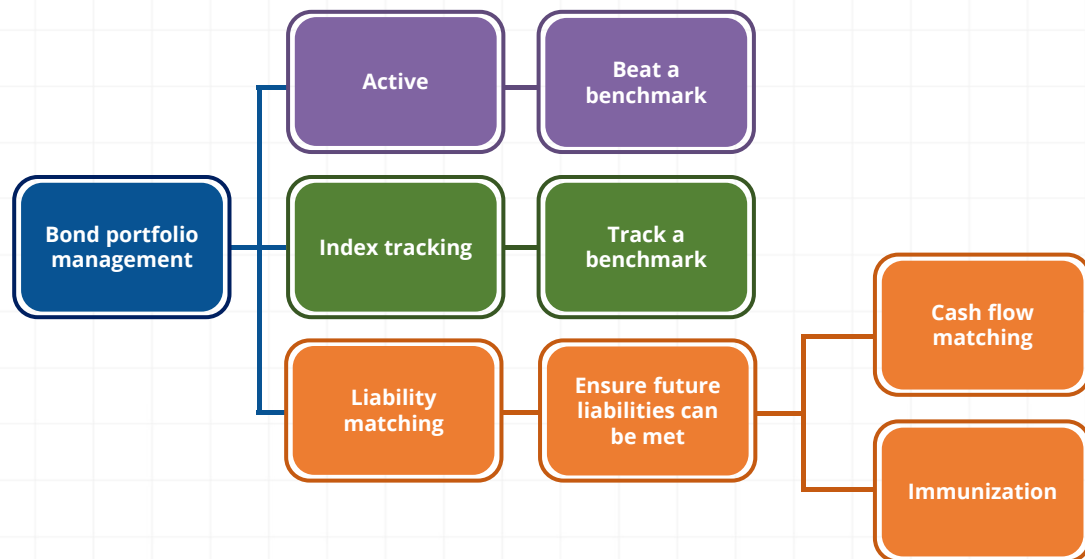 Bond portfolio
management
Active
Beat a
benchmark
Index tracking
Track a
benchmark
Liability
matching
Ensure future
liabilities can
be met
Cash flow
matching
Immunization